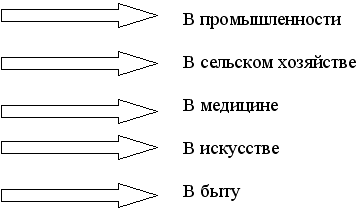 В промышленности
В сельском хозяйстве
В медицине
В искусстве
В быту